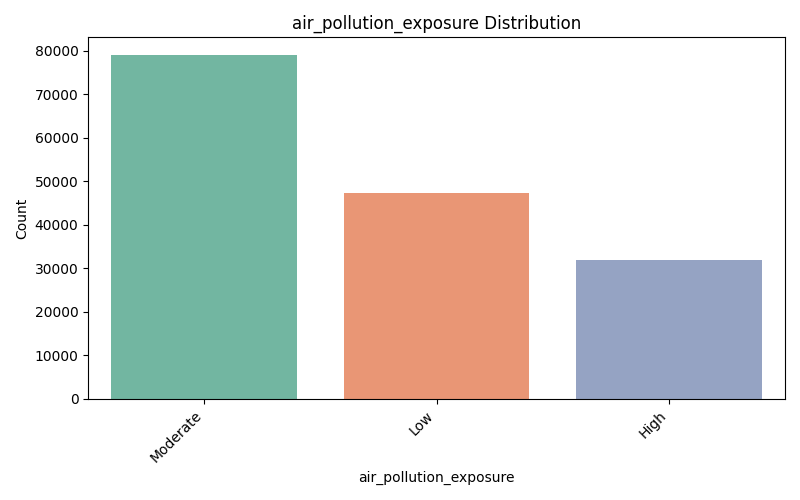 air_pollution_exposure Distribution
Count
80000
70000
60000
50000
40000
30000
20000
10000
0
Moderate
Low
High
air_pollution_exposure